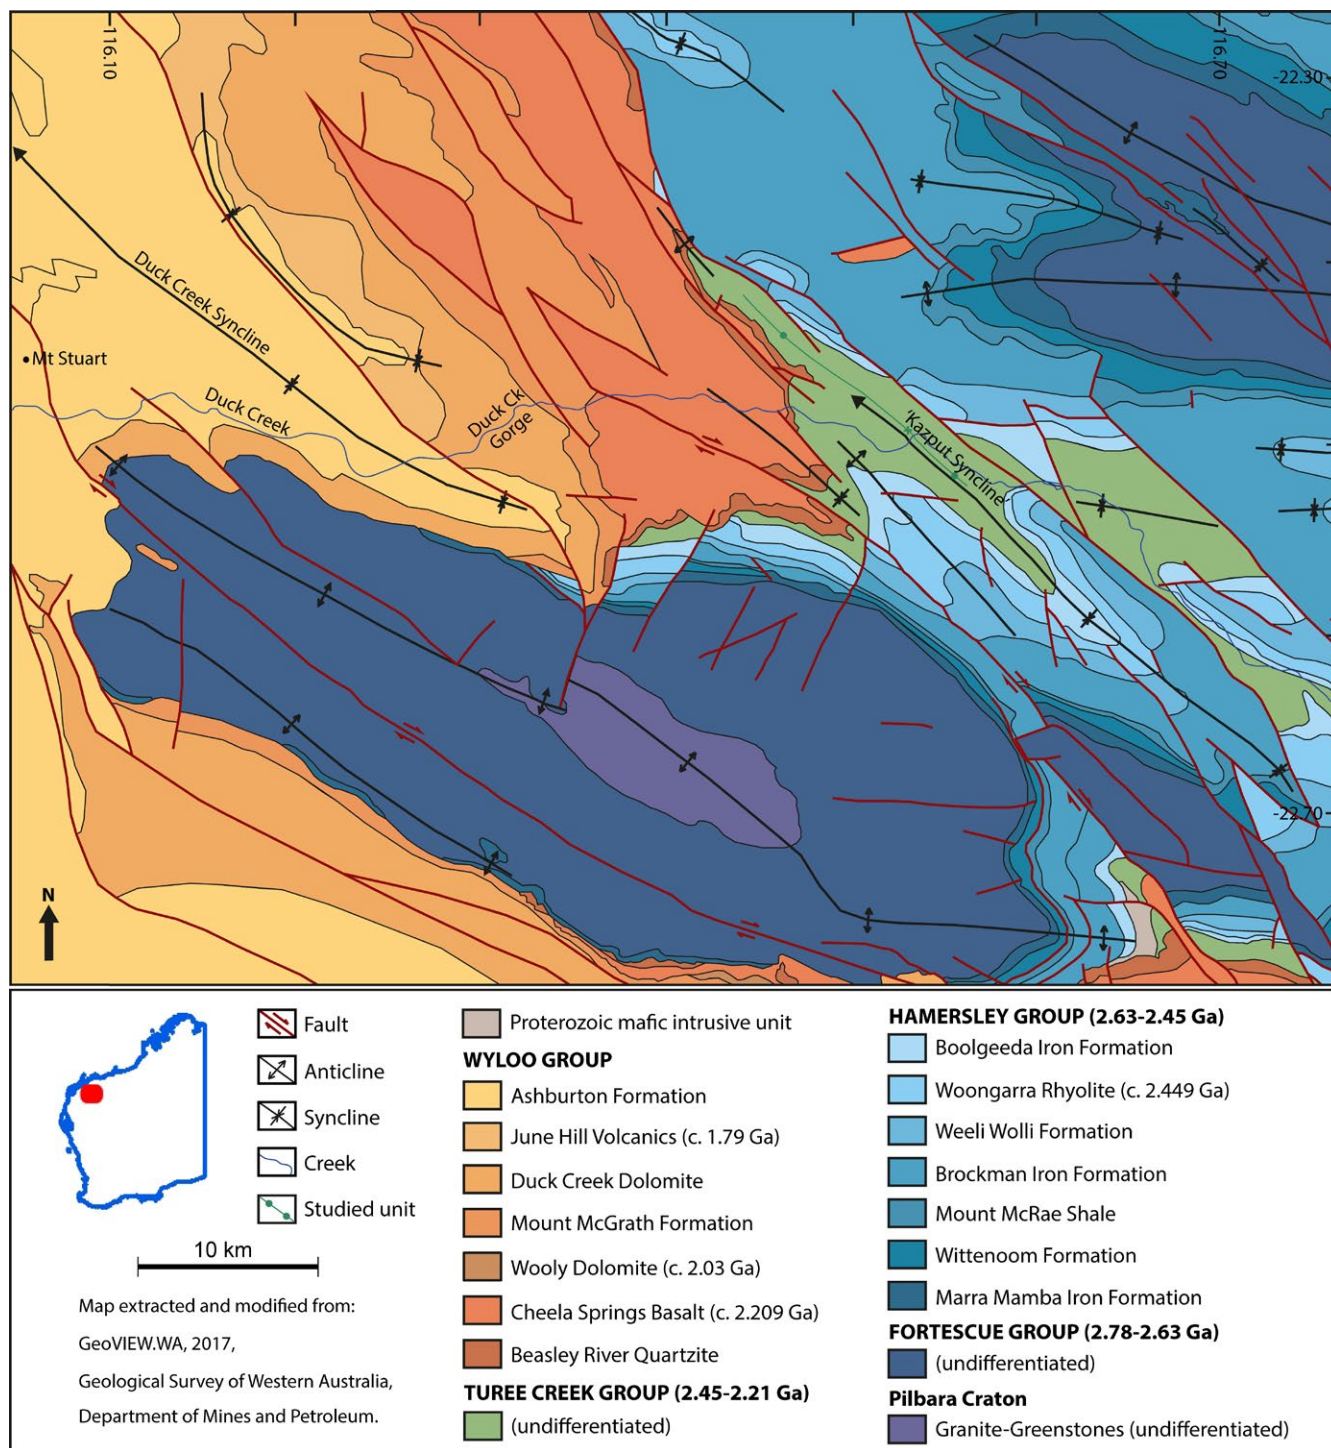 116.10
116.70
-22.30
Duck Creek Syncline
Mt Stuart
Duck Creek
Duck Ck
Gorge
'Kazput Syncline'
-22.70
N
Fault
Anticline
Syncline
Creek
Studied unit
10 km
Map extracted and modified from:
GeoVIEW.WA, 2017,
Geological Survey of Western Australia,
Department of Mines and Petroleum.
Proterozoic mafic intrusive unit
WYLOO GROUP
Ashburton Formation
June Hill Volcanics (c. 1.79 Ga)
Duck Creek Dolomite
Mount McGrath Formation
Wooly Dolomite (c. 2.03 Ga)
Cheela Springs Basalt (c. 2.209 Ga)
Beasley River Quartzite
TUREE CREEK GROUP (2.45-2.21 Ga)
(undifferentiated)
HAMERSLEY GROUP (2.63-2.45 Ga)
Boolgeeda Iron Formation
Woongarra Rhyolite (c. 2.449 Ga)
Weeli Wolli Formation
Brockman Iron Formation
Mount McRae Shale
Wittenoom Formation
Marra Mamba Iron Formation
FORTESCUE GROUP (2.78-2.63 Ga)
(undifferentiated)
Pilbara Craton
Granite-Greenstones (undifferentiated)